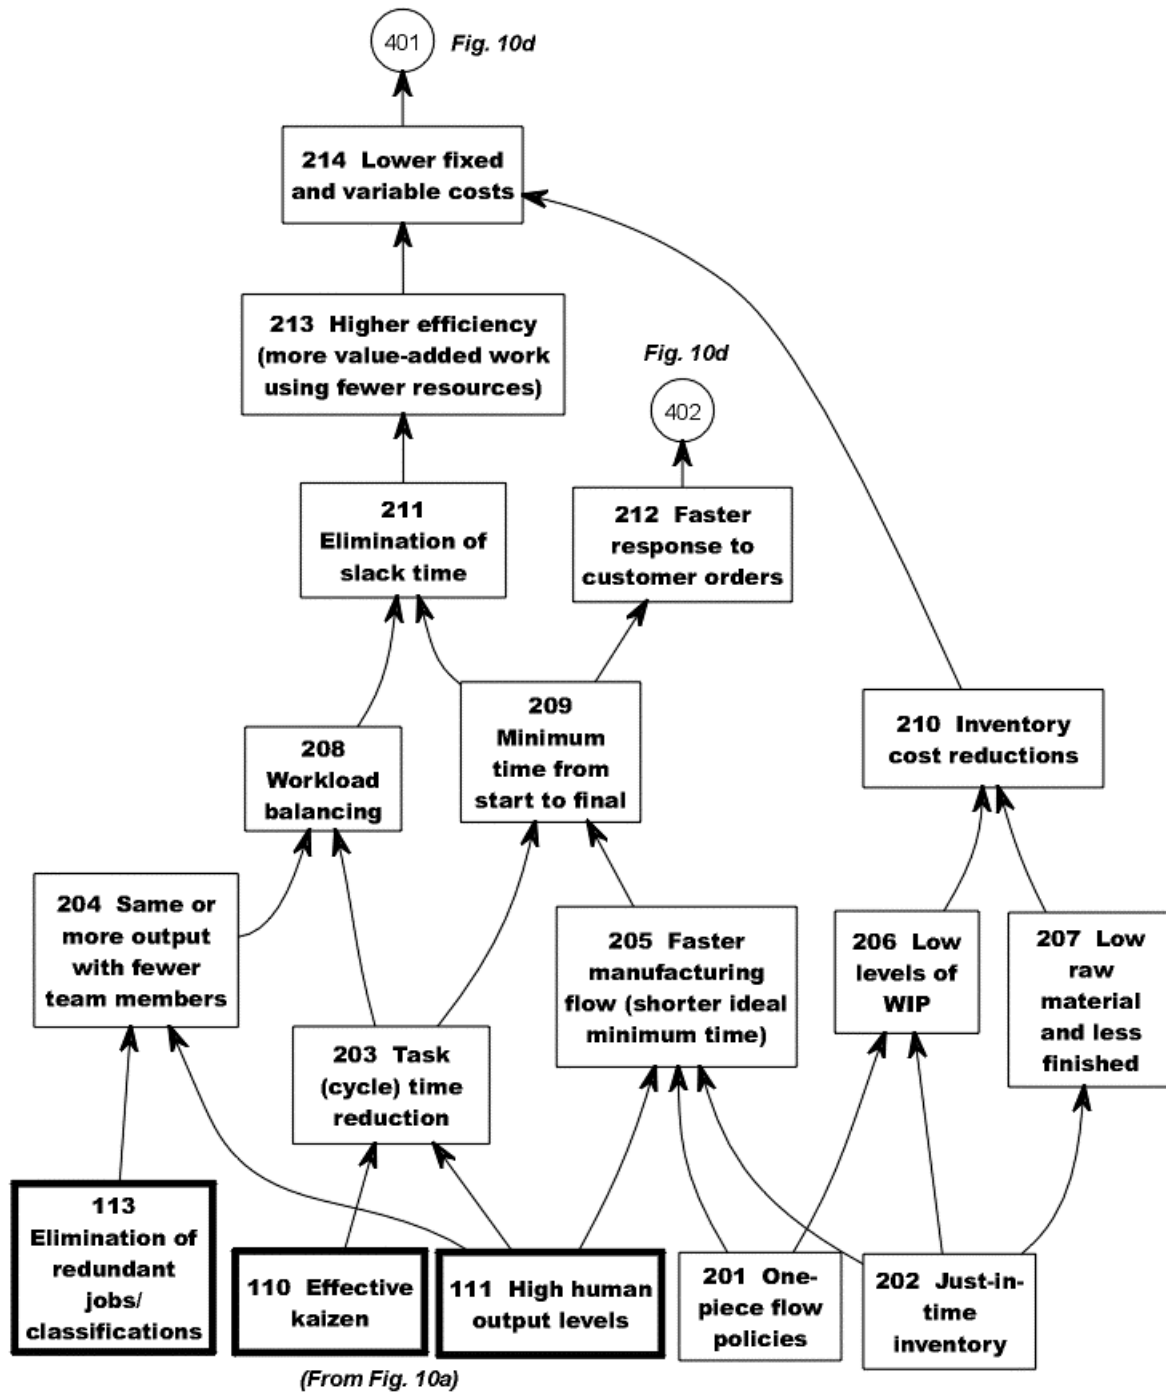 401
Fig. 10d
214 Lower fixed
and variable costs
213 Higher efficiency
(more value-added work
using fewer resources)
Fig. 10d
402
211
Elimination of
slack time
212 Faster
response to
customer orders
209
Minimum
time from
start to final
210 Inventory
cost reductions
208
Workload
balancing
204 Same or
more output
with fewer
team members
205 Faster
manufacturing
flow (shorter ideal
minimum time)
206 Low
levels of
WIP
207 Low
raw
material
and less
finished
203 Task
(cycle) time
reduction
113
Elimination of
redundant
jobs/
classifications
110 Effective
kaizen
111 High human
output levels
201 One-
piece flow
policies
202 Just-in-
time
inventory
(From Fig. 10a)